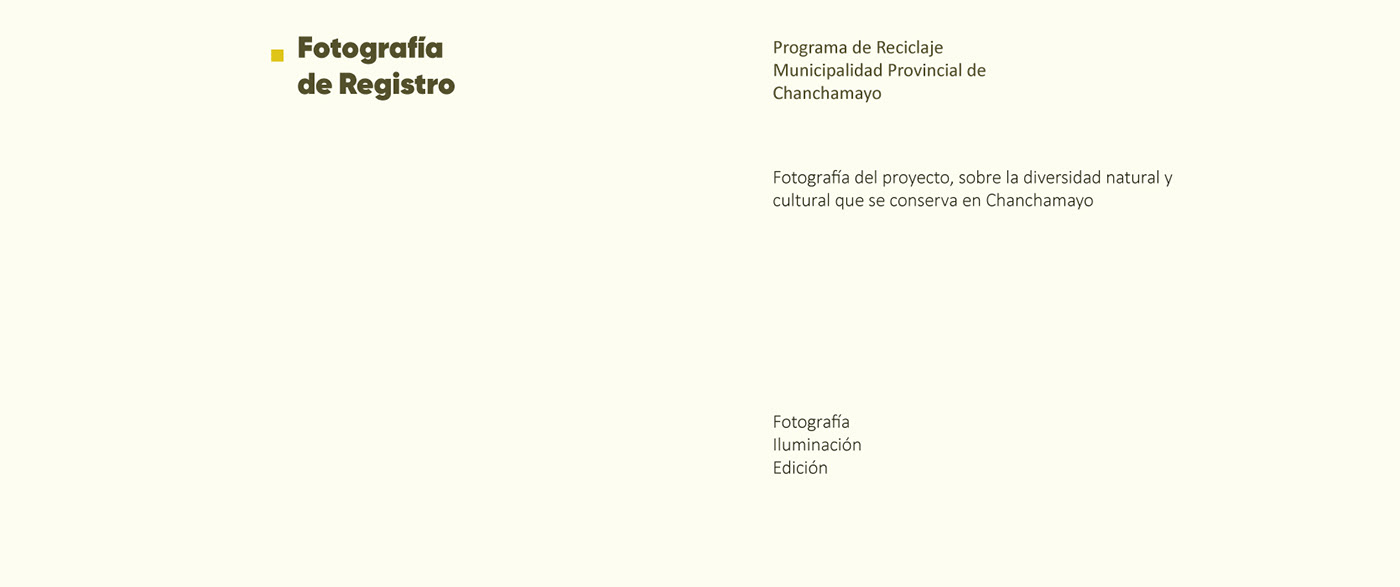 Fotografía
de Registro
Programa de Reciclaje
Municipalidad Provincial de
Chanchamayo
Fotografía del proyecto, sobre la diversidad natural y
cultural que se conserva en Chanchamayo
Fotografía
Iluminación
Edición